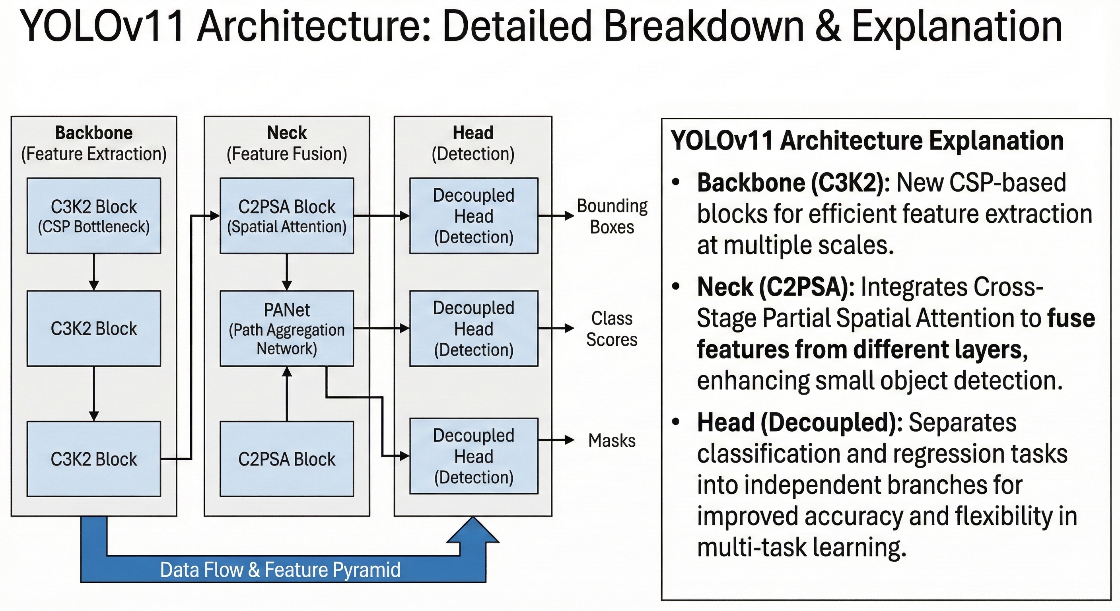 YOLOv11 Architecture: Detailed Breakdown & Explanation
Backbone
(Feature Extraction)
C3K2 Block
(CSP Bottleneck)
C3K2 Block
C3K2 Block
Neck
(Feature Fusion)
C2PSA Block
(Spatial Attention)
PANet
(Path Aggregation
Network)
C2PSA Block
Head
(Detection)
Decoupled
Head
(Detection)
Decoupled
Head
(Detection)
Decoupled
Head
(Detection)
Bounding
Boxes
Class
Scores
Masks
Data Flow & Feature Pyramid
YOLOv11 Architecture Explanation
• Backbone (C3K2): New CSP-based
blocks for efficient feature extraction
at multiple scales.
• Neck (C2PSA): Integrates Cross-
Stage Partial Spatial Attention to fuse
features from different layers,
enhancing small object detection.
• Head (Decoupled): Separates
classification and regression tasks
into independent branches for
improved accuracy and flexibility in
multi-task learning.